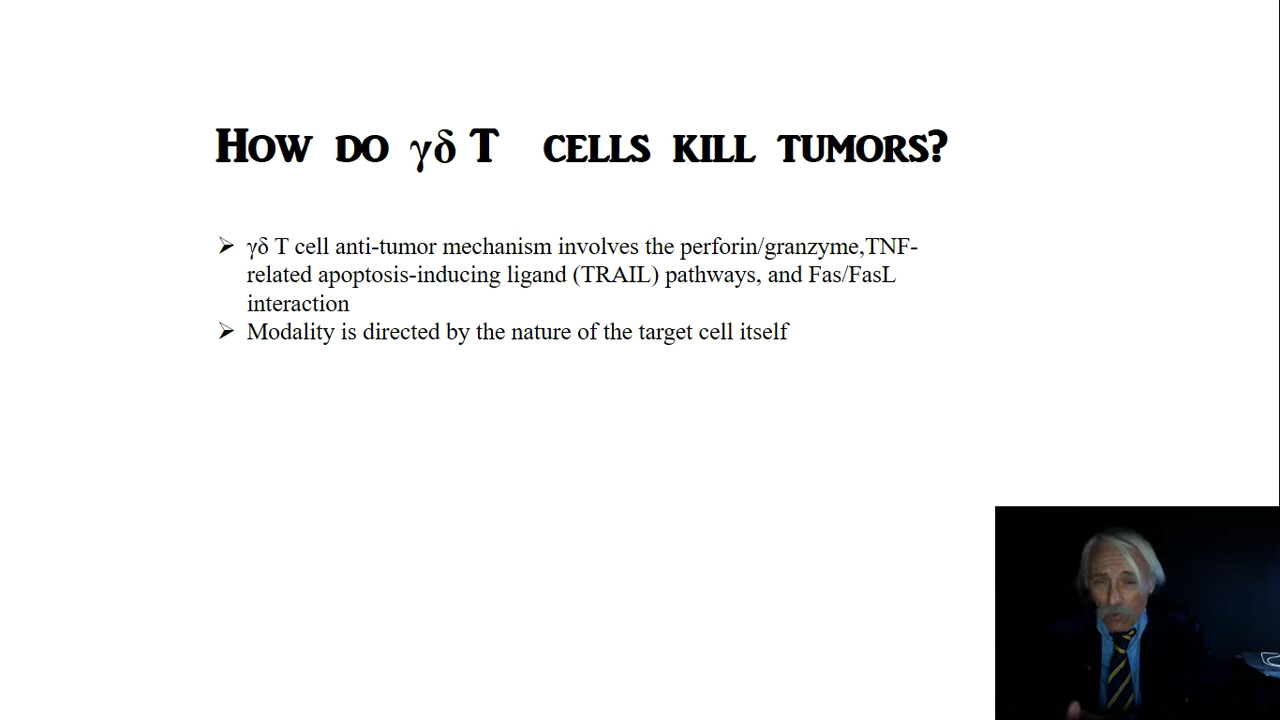 How do γδ T cells kill tumors?
➢ γδ T cell anti-tumor mechanism involves the perforin/granzyme,TNF-
related apoptosis-inducing ligand (TRAIL) pathways, and Fas/FasL
interaction
➢ Modality is directed by the nature of the target cell itself